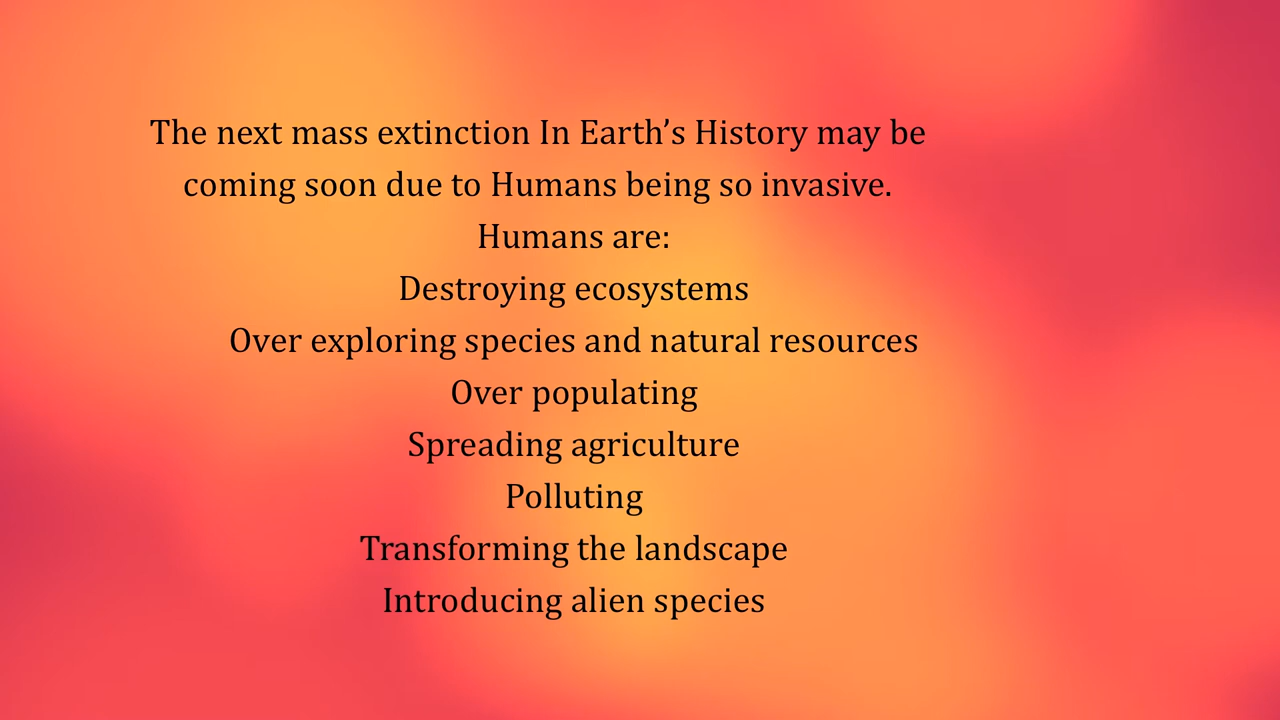 The next mass extinction In Earth’s History may be
coming soon due to Humans being so invasive.
Humans are:
Destroying ecosystems
Over exploring species and natural resources
Over populating
Spreading agriculture
Polluting
Transforming the landscape
Introducing alien species